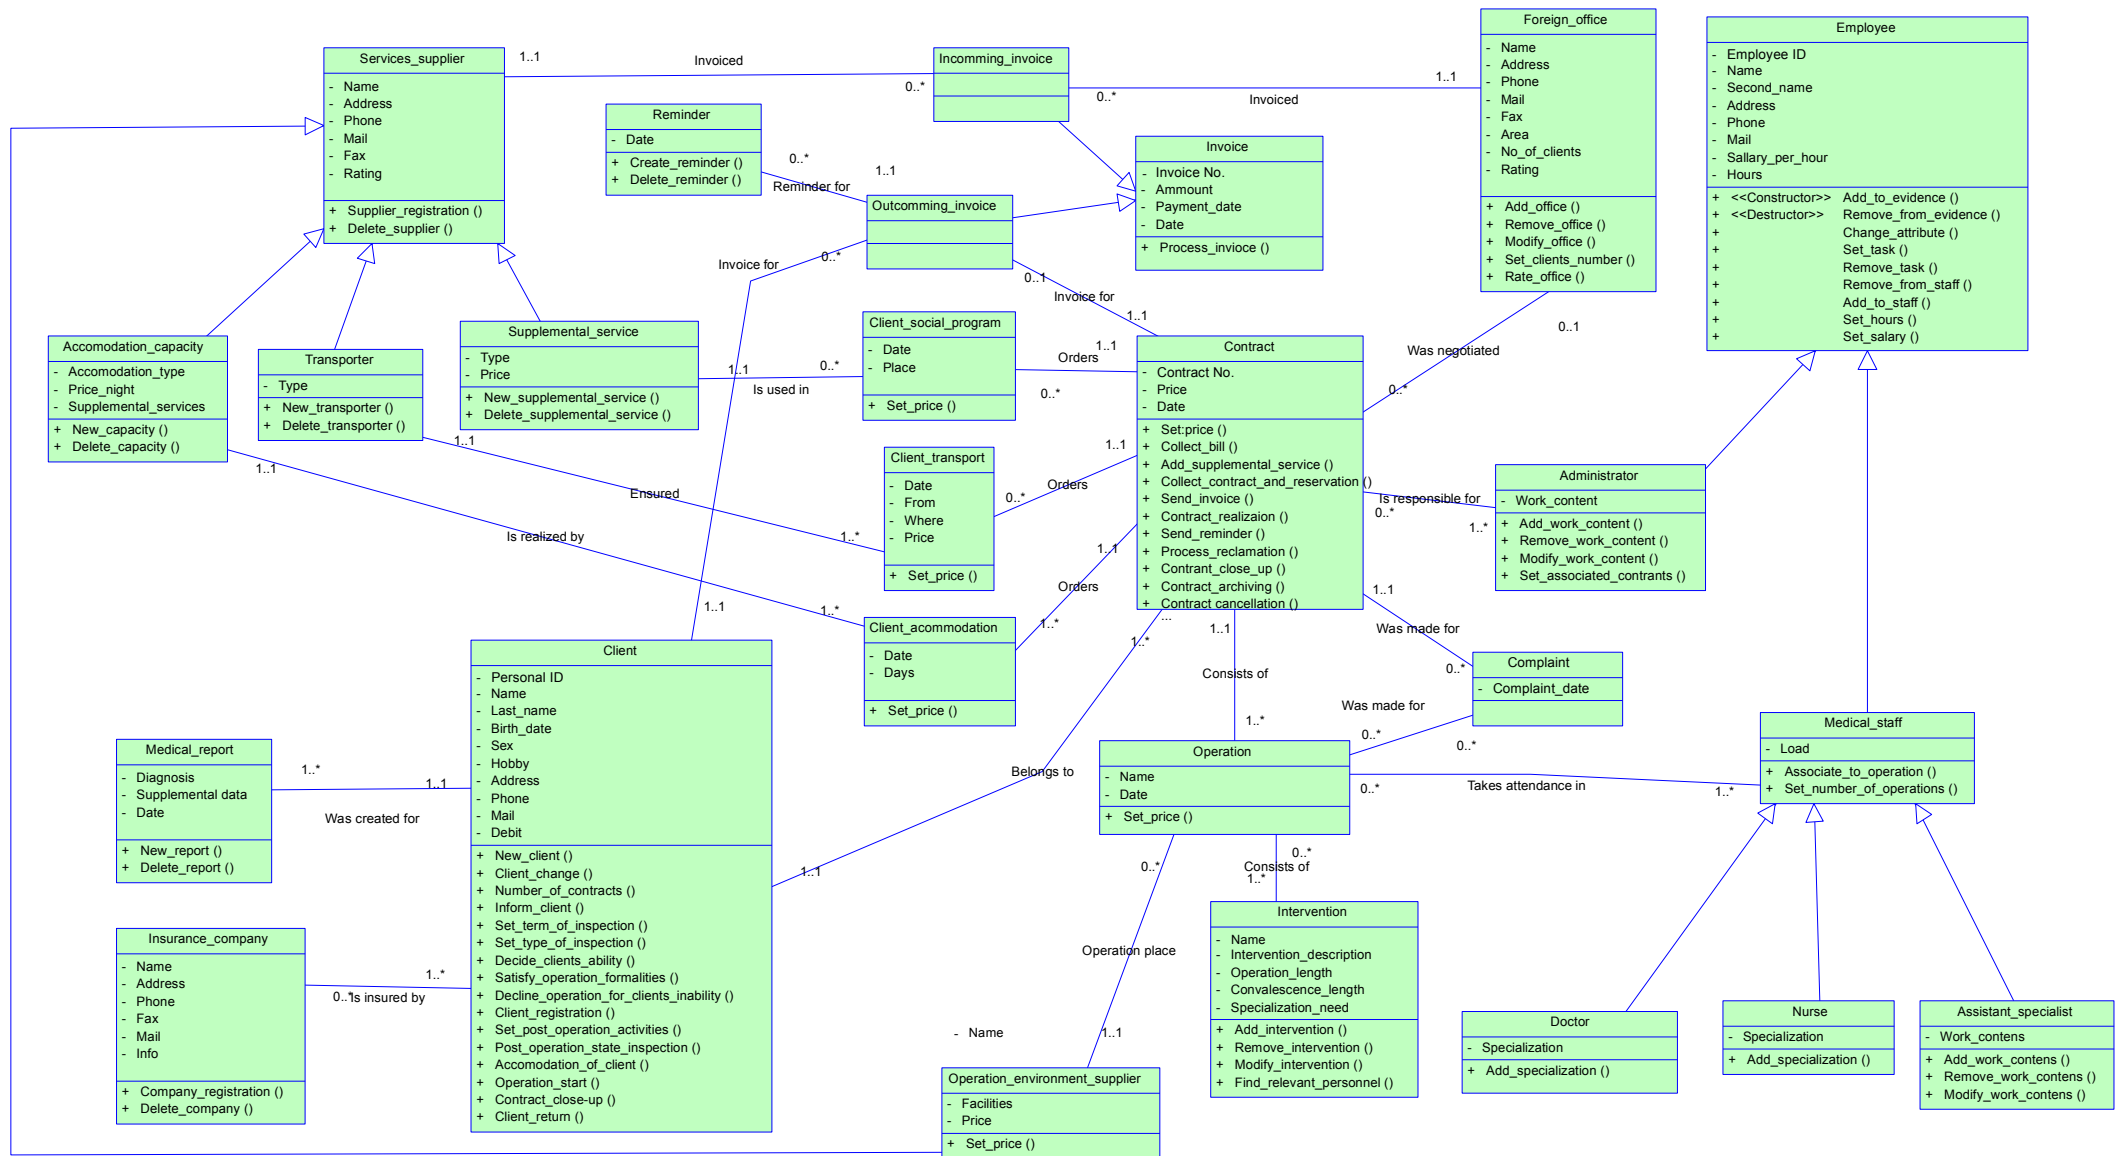 Services_supplier
- Name
- Address
- Phone
- Mail
- Fax
- Rating
+ Supplier_registration ()
+ Delete_supplier ()
1..1
Invoiced
0..*
Incomming_invoice
0..*
Invoiced
1..1
Foreign_office
- Name
- Address
- Phone
- Mail
- Fax
- Area
- No_of_clients
- Rating
+ Add_office ()
+ Remove_office ()
+ Modify_office ()
+ Set_clients_number ()
+ Rate_office ()
Employee
- Employee ID
- Name
- Second_name
- Address
- Phone
- Mail
- Sallary_per_hour
- Hours
+ <<Constructor>> Add_to_evidence ()
+ <<Destructor>> Remove_from_evidence ()
+ Change_attribute ()
+ Set_task ()
+ Remove_task ()
+ Remove_from_staff ()
+ Add_to_staff ()
+ Set_hours ()
+ Set_salary ()
Reminder
- Date
+ Create_reminder ()
+ Delete_reminder ()
0..*
Reminder for
1..1
Outcomming_invoice
Invoice
- Invoice No.
- Ammount
- Payment_date
- Date
+ Process_invioce ()
Invoice for
0..*
0..1
Invoice for
1..1
Accomodation_capacity
- Accomodation_type
- Price_night
- Supplemental_services
+ New_capacity ()
+ Delete_capacity ()
1..1
Transporter
- Type
+ New_transporter ()
+ Delete_transporter ()
1..1
Supplemental_service
- Type
- Price
+ New_supplemental_service ()
+ Delete_supplemental_service ()
1..1
Is used in
0..*
Client_social_program
- Date
- Place
+ Set_price ()
1..1
Orders
0..*
Contract
- Contract No.
- Price
- Date
+ Set:price ()
+ Collect_bill ()
+ Add_supplemental_service ()
+ Collect_contract_and_reservation ()
+ Send_invoice ()
+ Contract_realizaion ()
+ Send_reminder ()
+ Process_reclamation ()
+ Contrant_close_up ()
+ Contract_archiving ()
+ Contract cancellation ()
...
0..1
Was negotiated
0..*
Client_transport
- Date
- From
- Where
- Price
+ Set_price ()
1..1
Orders
0..*
Ensured
1..*
Is realized by
1..*
Is responsible for
0..*
1..*
Administrator
- Work_content
+ Add_work_content ()
+ Remove_work_content ()
+ Modify_work_content ()
+ Set_associated_contrants ()
1..1
Orders
1..*
Client_acommodation
- Date
- Days
+ Set_price ()
1..1
Client
- Personal ID
- Name
- Last_name
- Birth_date
- Sex
- Hobby
- Address
- Phone
- Mail
- Debit
+ New_client ()
+ Client_change ()
+ Number_of_contracts ()
+ Inform_client ()
+ Set_term_of_inspection ()
+ Set_type_of_inspection ()
+ Decide_clients_ability ()
+ Satisfy_operation_formalities ()
+ Decline_operation_for_clients_inability ()
+ Client_registration ()
+ Set_post_operation_activities ()
+ Post_operation_state_inspection ()
+ Accomodation_of_client ()
+ Operation_start ()
+ Contract_close-up ()
+ Client_return ()
1..*
Belongs to
1..1
1..1
Consists of
1..*
1..1
Was made for
0..*
Complaint
- Complaint_date
Was made for
0..*
0..*
Medical_report
- Diagnosis
- Supplemental data
- Date
+ New_report ()
+ Delete_report ()
1..*
1..1
Was created for
Operation
- Name
- Date
+ Set_price ()
0..*
Takes attendance in
1..*
Medical_staff
- Load
+ Associate_to_operation ()
+ Set_number_of_operations ()
0..*
Consists of
1..*
0..*
Operation place
1..1
Insurance_company
- Name
- Address
- Phone
- Fax
- Mail
- Info
+ Company_registration ()
+ Delete_company ()
1..*
0..*
Is insured by
Intervention
- Name
- Intervention_description
- Operation_length
- Convalescence_length
- Specialization_need
+ Add_intervention ()
+ Remove_intervention ()
+ Modify_intervention ()
+ Find_relevant_personnel ()
- Name
Operation_environment_supplier
- Facilities
- Price
+ Set_price ()
Doctor
- Specialization
+ Add_specialization ()
Nurse
- Specialization
+ Add_specialization ()
Assistant_specialist
- Work_contens
+ Add_work_contens ()
+ Remove_work_contens ()
+ Modify_work_contens ()